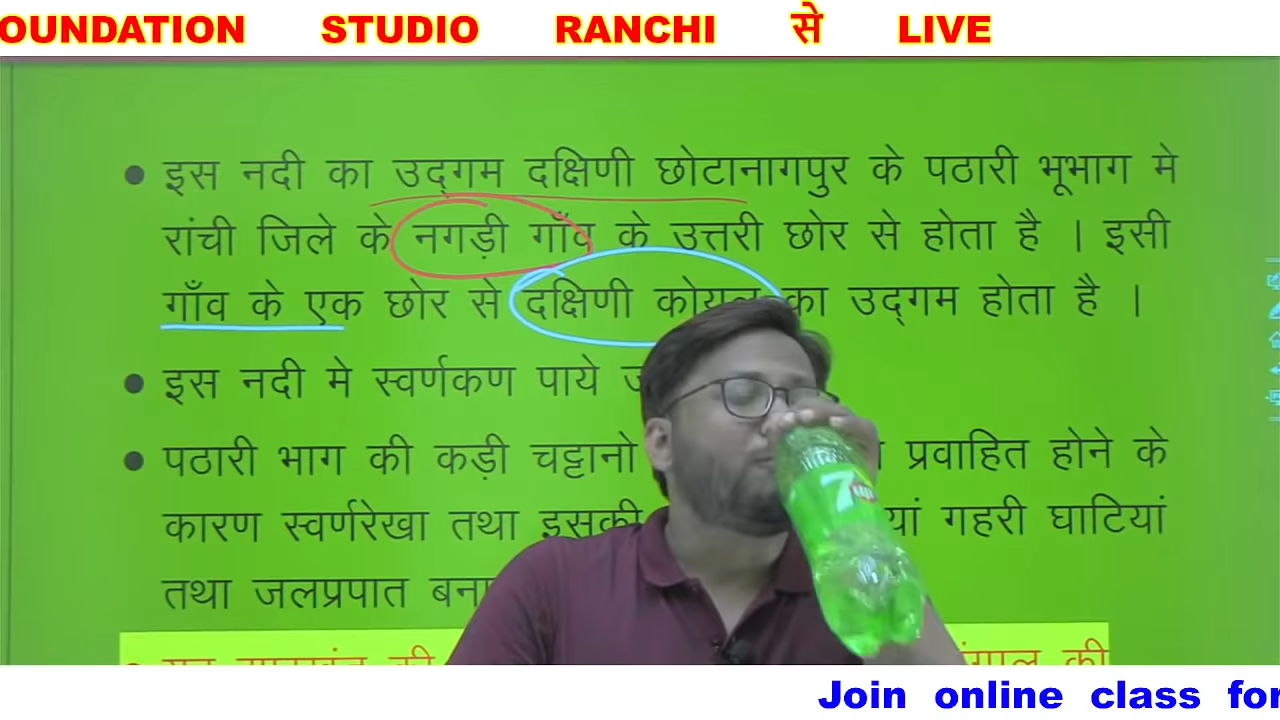 OUNDATION STUDIO RANCHI से LIVE
इस नदी का उद्गम दक्षिणी छोटानागपुर के पठारी भूभाग मे
रांची जिले के नगड़ी गाँव के उत्तरी छोर से होता है । इसी
गाँव के एक छोर से दक्षिणी कोयल का उद्गम होता है ।
इस नदी मे स्वर्णकण पाये
पठारी भाग की कड़ी चट्टानो प्रवाहित होने के
कारण स्वर्णरेखा तथा इसकी यां गहरी घाटियां
तथा जलप्रपात
7up
Join online class for